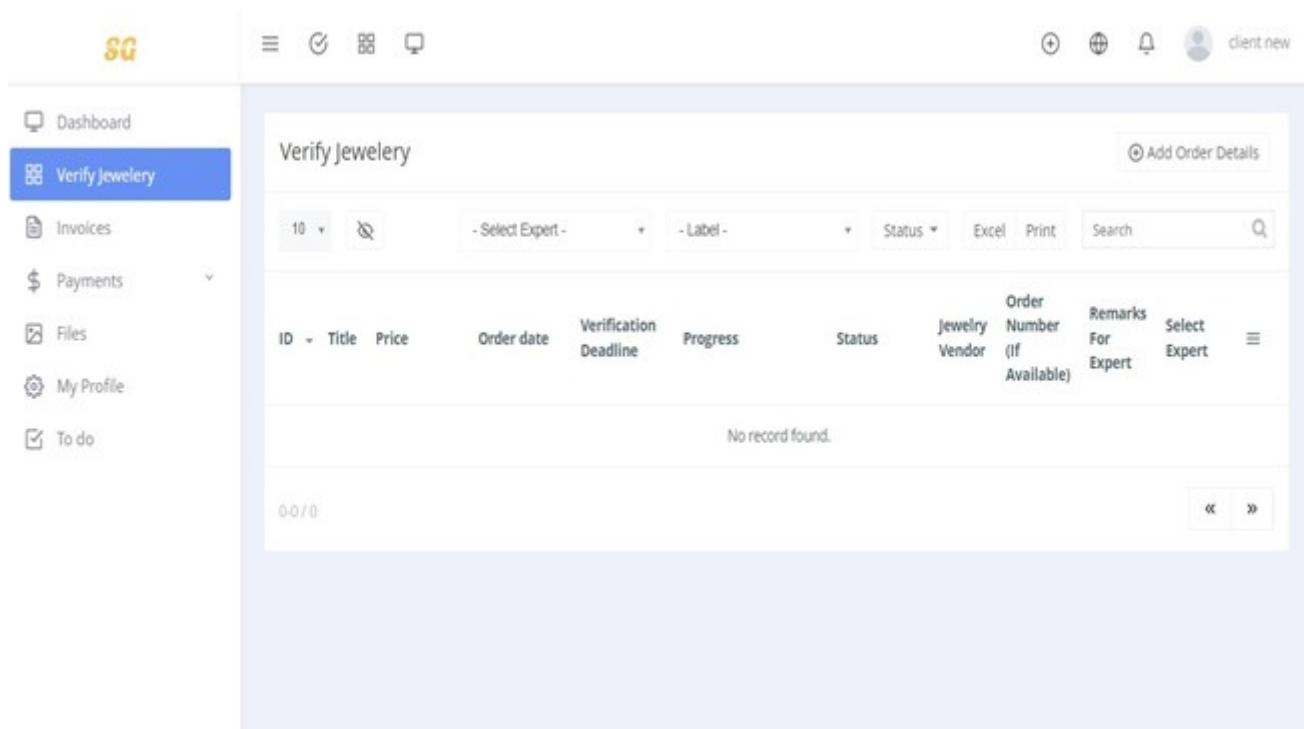 SG
client new
Dashboard
Verify Jewelery
Invoices
Payments
Files
My Profile
To do
Verify Jewelery
Add Order Details
10
- Select Expert -
- Label -
Status
Excel
Print
Search
ID
Title
Price
Order date
Verification
Deadline
Progress
Status
Jewelry
Vendor
Order
Number
(If
Available)
Remarks
For
Expert
Select
Expert
No record found.
0-0 / 0
« »